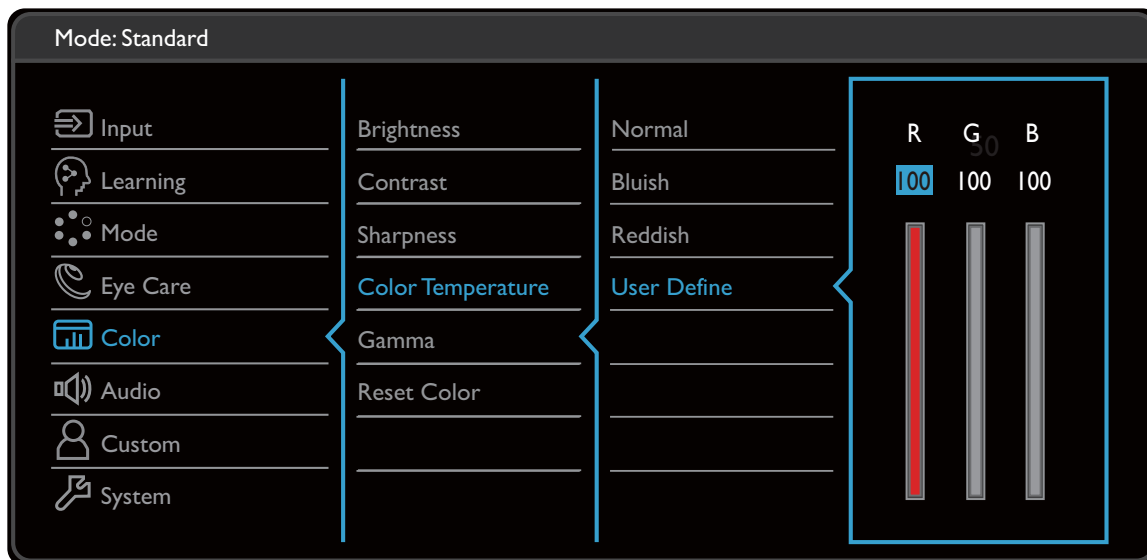 Mode: Standard
Input
Learning
Mode
Eye Care
Color
Audio
Custom
System
Brightness
Contrast
Sharpness
Color Temperature
Gamma
Reset Color
Normal
Bluish
Reddish
User Define
R G B
50
100 100 100